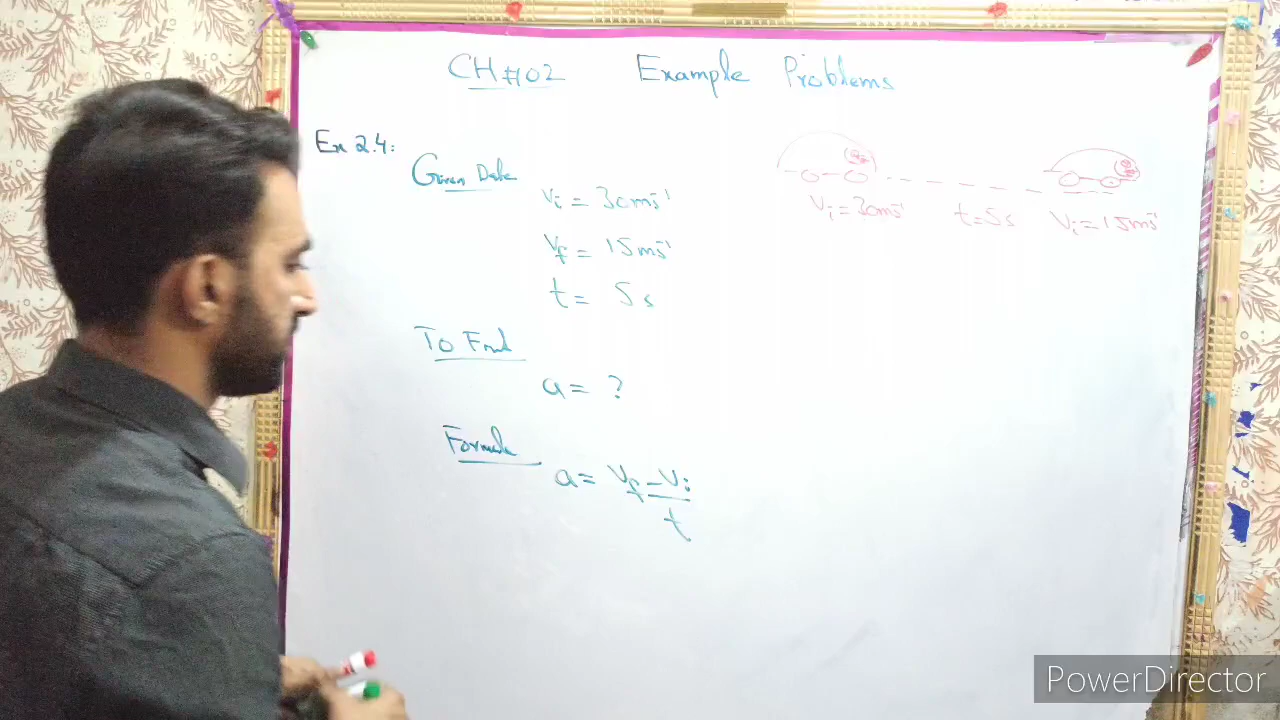 CH#02 Example Problems
Ex 2.4:
Given Data
Vi = 30ms⁻¹
Vf = 15ms⁻¹
t = 5s
To Find
a = ?
Formula
a = Vf - Vi
t
Vi = 30ms⁻¹ t=5s Vi = 15ms⁻¹
PowerDirector